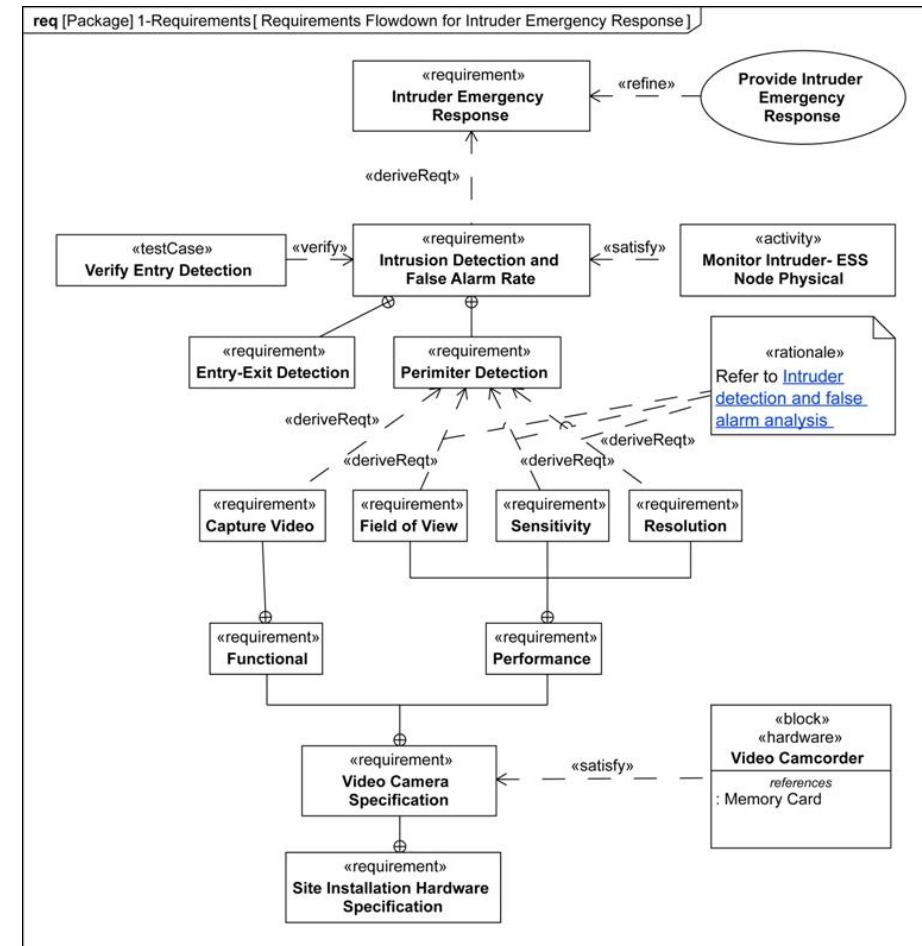 req [Package] 1-Requirements[ Requirements Flowdown for Intruder Emergency Response ]
«requirement»
Intruder Emergency
Response
«refine»
Provide Intruder
Emergency
Response
«deriveReqt»
«testCase»
Verify Entry Detection
«verify»
«requirement»
Intrusion Detection and
False Alarm Rate
«satisfy»
«activity»
Monitor Intruder- ESS
Node Physical
«requirement»
Entry-Exit Detection
«requirement»
Perimiter Detection
«rationale»
Refer to Intruder
detection and false
alarm analysis
«deriveReqt»
«deriveReqt»
«deriveReqt»
«deriveReqt»
«requirement»
Capture Video
«requirement»
Field of View
«requirement»
Sensitivity
«requirement»
Resolution
«requirement»
Functional
«requirement»
Performance
«requirement»
Video Camera
Specification
«satisfy»
«block»
«hardware»
Video Camcorder
references
: Memory Card
«requirement»
Site Installation Hardware
Specification